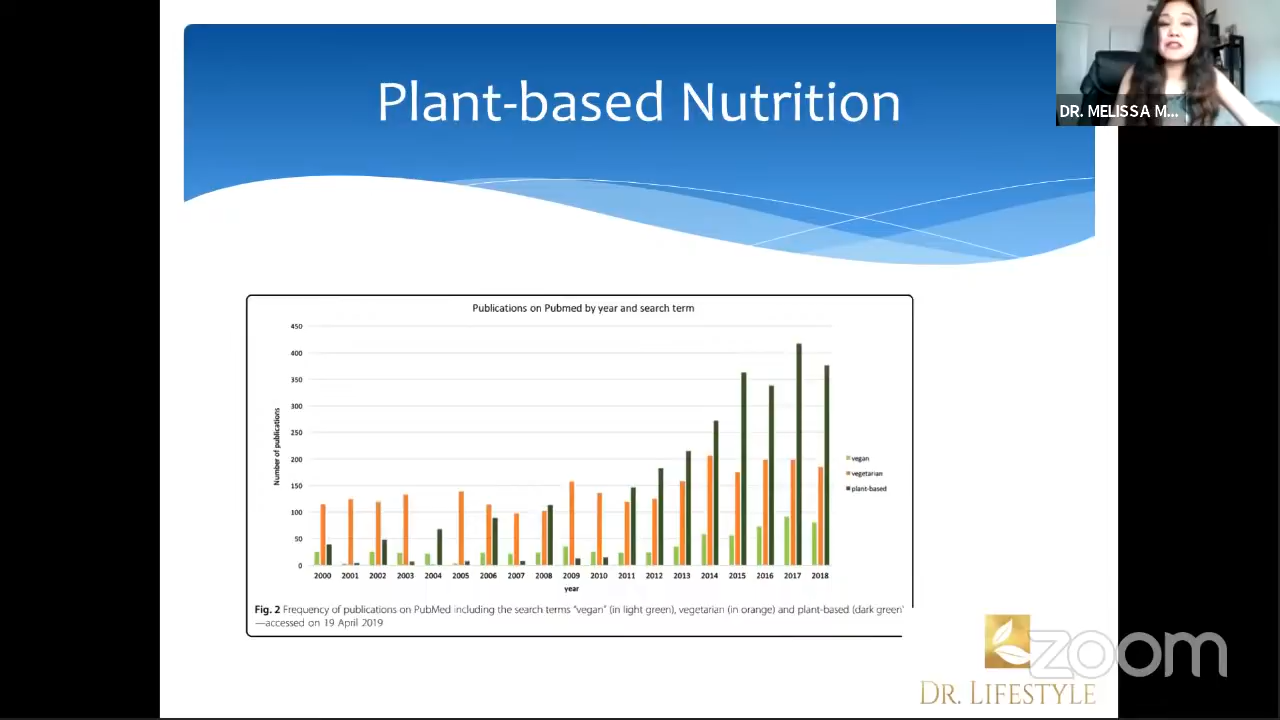 Plant-based Nutrition
DR. MELISSA M...
Publications on Pubmed by year and search term
450
400
350
300
250
200
150
100
50
0
Number of publications
2000 2001 2002 2003 2004 2005 2006 2007 2008 2009 2010 2011 2012 2013 2014 2015 2016 2017 2018
year
vegan
vegetarian
plant-based
Fig. 2 Frequency of publications on PubMed including the search terms "vegan" (in light green), vegetarian (in orange) and plant-based (dark green'
—accessed on 19 April 2019
zoom
DR. LIFESTYLE